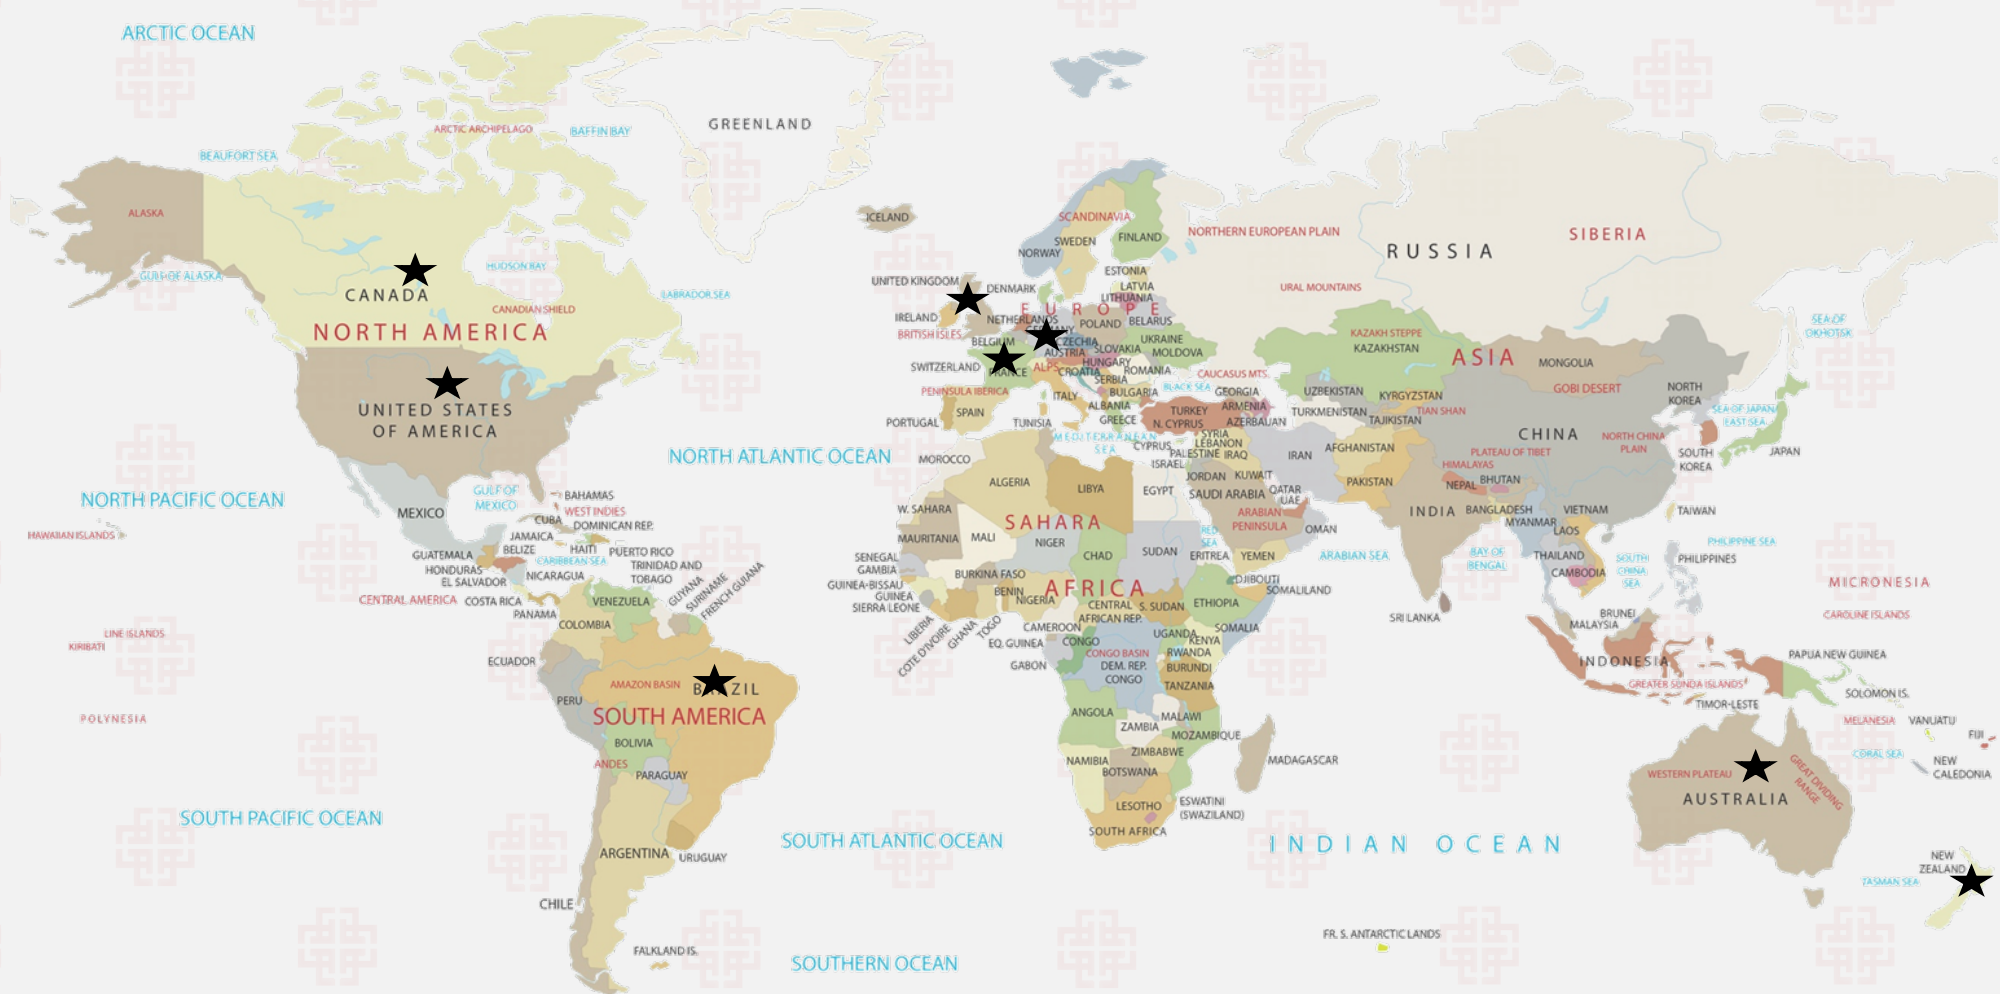 ARCTIC OCEAN
GREENLAND
ARCTIC ARCHIPELAGO
BAFFIN BAY
BEAUFORT SEA
ALASKA
GULF OF ALASKA
HUDSON BAY
LABRADOR SEA
CANADA
CANADIAN SHIELD
NORTH AMERICA
UNITED STATES
OF AMERICA
NORTH ATLANTIC OCEAN
NORTH PACIFIC OCEAN
HAWAIIAN ISLANDS
MEXICO
GULF OF
MEXICO
BAHAMAS
WEST INDIES
CUBA
DOMINICAN REP.
JAMAICA
BELIZE
HAITI
PUERTO RICO
GUATEMALA
CARIBBEAN SEA
TRINIDAD AND
TOBAGO
HONDURAS
EL SALVADOR
NICARAGUA
CENTRAL AMERICA
COSTA RICA
PANAMA
VENEZUELA
GUYANA
SURINAME
FRENCH GUIANA
COLOMBIA
LINE ISLANDS
KIRIBATI
ECUADOR
AMAZON BASIN
PERU
SOUTH AMERICA
POLYNESIA
BOLIVIA
ANDES
PARAGUAY
SOUTH PACIFIC OCEAN
SOUTH ATLANTIC OCEAN
ARGENTINA
URUGUAY
CHILE
FALKLAND IS.
SOUTHERN OCEAN
ICELAND
SCANDINAVIA
SWEDEN
FINLAND
NORWAY
NORTHERN EUROPEAN PLAIN
RUSSIA
SIBERIA
ESTONIA
LATVIA
LITHUANIA
UNITED KINGDOM
DENMARK
URAL MOUNTAINS
EUROPE
IRELAND
NETHERLANDS
POLAND
BELARUS
BRITISH ISLES
BELGIUM
UKRAINE
SLOVAKIA
MOLDOVA
AUSTRIA
SWITZERLAND
ALPS
HUNGARY
ROMANIA
CROATIA
SERBIA
PENINSULA IBERICA
ITALY
BULGARIA
BLACK SEA
CAUCASUS MTS.
GEORGIA
ALBANIA
ARMENIA
SPAIN
PORTUGAL
TUNISIA
GREECE
TURKEY
N. CYPRUS
AZERBAIJAN
MEDITERRANEAN
SEA
CYPRUS
SYRIA
LEBANON
PALESTINE
IRAQ
ISRAEL
JORDAN
KUWAIT
IRAN
KAZAKH STEPPE
KAZAKHSTAN
ASIA
MONGOLIA
GOBI DESERT
UZBEKISTAN
KYRGYZSTAN
TURKMENISTAN
TIAN SHAN
TAJIKISTAN
AFGHANISTAN
CHINA
NORTH CHINA
PLAIN
PLATEAU OF TIBET
HIMALAYAS
SEA OF
OKHOTSK
NORTH
KOREA
SEA OF JAPAN/
EAST SEA
SOUTH
KOREA
JAPAN
PAKISTAN
NEPAL
BHUTAN
MOROCCO
ALGERIA
LIBYA
EGYPT
SAUDI ARABIA
QATAR
UAE
W. SAHARA
SAHARA
ARABIAN
PENINSULA
OMAN
INDIA
BANGLADESH
MYANMAR
VIETNAM
LAOS
TAIWAN
MAURITANIA
MALI
NIGER
CHAD
SUDAN
RED
SEA
ERITREA
YEMEN
ARABIAN SEA
BAY OF
BENGAL
THAILAND
CAMBODIA
SOUTH
CHINA
SEA
PHILIPPINES
PHILIPPINE SEA
SENEGAL
GAMBIA
GUINEA-BISSAU
GUINEA
SIERRA LEONE
LIBERIA
COTE D'IVOIRE
GHANA
TOGO
BURKINA FASO
BENIN
NIGERIA
AFRICA
DJIBOUTI
SOMALILAND
CENTRAL
AFRICAN REP.
S. SUDAN
ETHIOPIA
CAMEROON
SOMALIA
EQ. GUINEA
CONGO
UGANDA
KENYA
GABON
CONGO BASIN
RWANDA
DEM. REP.
CONGO
BURUNDI
TANZANIA
SRI LANKA
BRUNEI
MALAYSIA
MICRONESIA
CAROLINE ISLANDS
INDONESIA
PAPUA NEW GUINEA
GREATER SUNDA ISLANDS
SOLOMON IS.
TIMOR-LESTE
ANGOLA
ZAMBIA
MALAWI
MOZAMBIQUE
ZIMBABWE
NAMIBIA
BOTSWANA
MADAGASCAR
LESOTHO
ESWATINI
(SWAZILAND)
SOUTH AFRICA
MELANESIA
VANUATU
FIJI
CORAL SEA
NEW
CALEDONIA
WESTERN PLATEAU
GREAT DIVIDING
RANGE
AUSTRALIA
INDIAN OCEAN
NEW
ZEALAND
TASMAN SEA
FR. S. ANTARCTIC LANDS